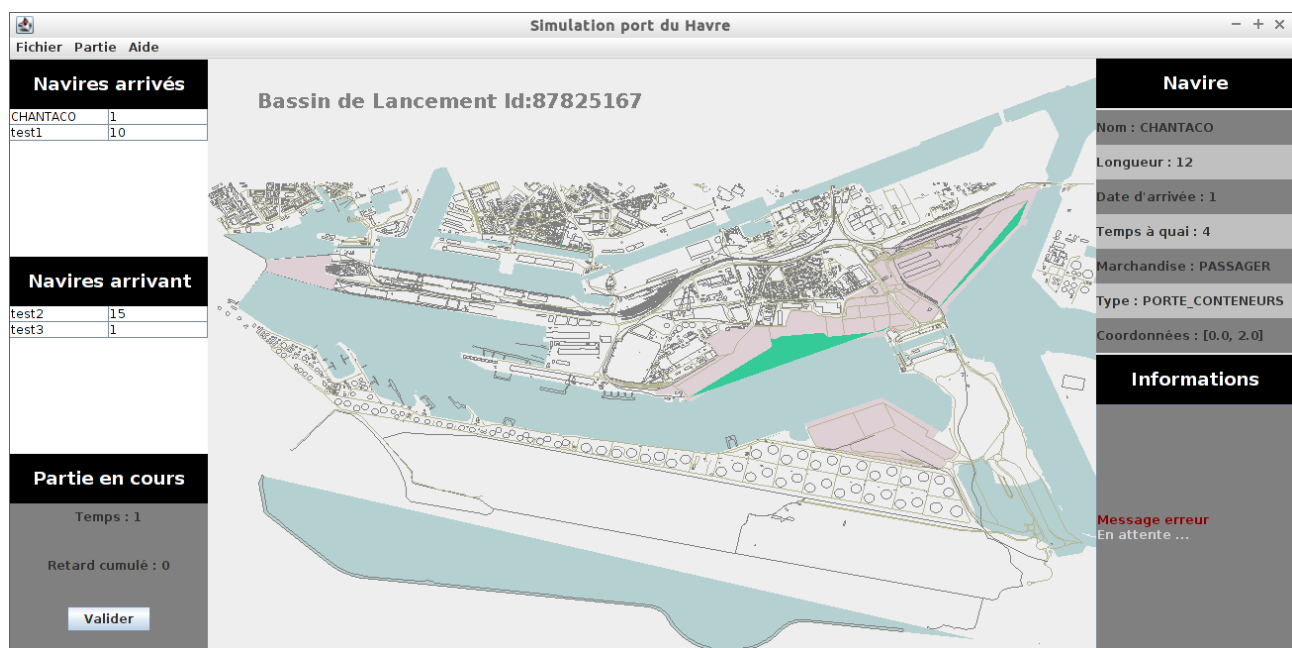 Simulation port du Havre
Fichier Partie Aide
Navires arrivés
CHANTACO 1
test1 10
Navires arrivant
test2 15
test3 1
Partie en cours
Temps : 1
Retard cumulé : 0
Valider
Bassin de Lancement Id:87825167
Navire
Nom : CHANTACO
Longueur : 12
Date d'arrivée : 1
Temps à quai : 4
Marchandise : PASSAGER
Type : PORTE_CONTENEURS
Coordonnées : [0.0, 2.0]
Informations
Message erreur
En attente ...